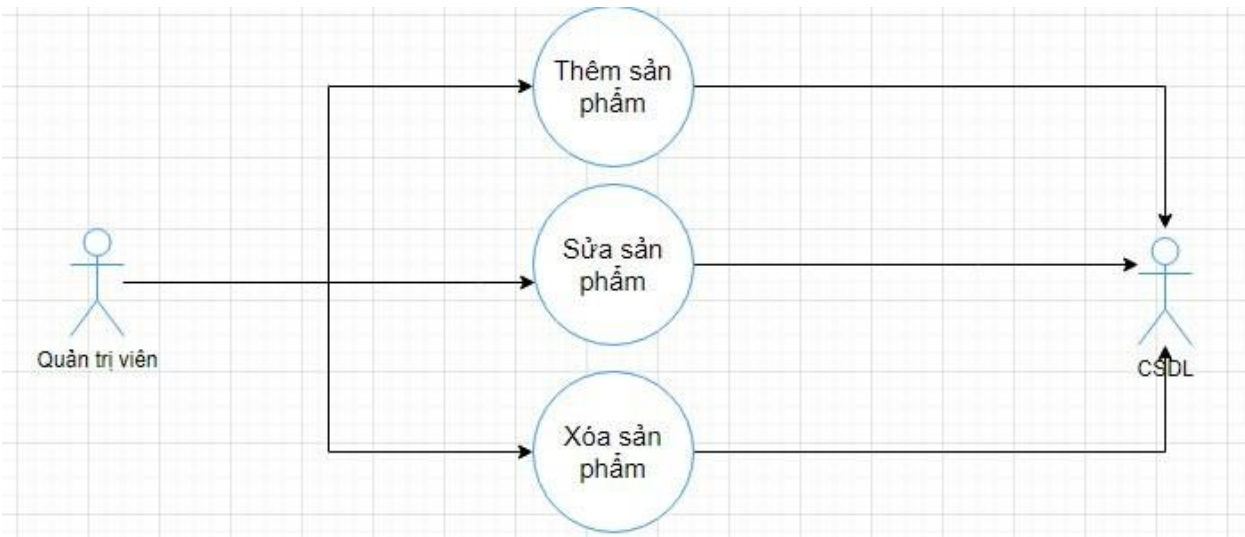 Thêm sản
phẩm
Sửa sản
phẩm
Quản trị viên
CSDL
Xóa sản
phẩm